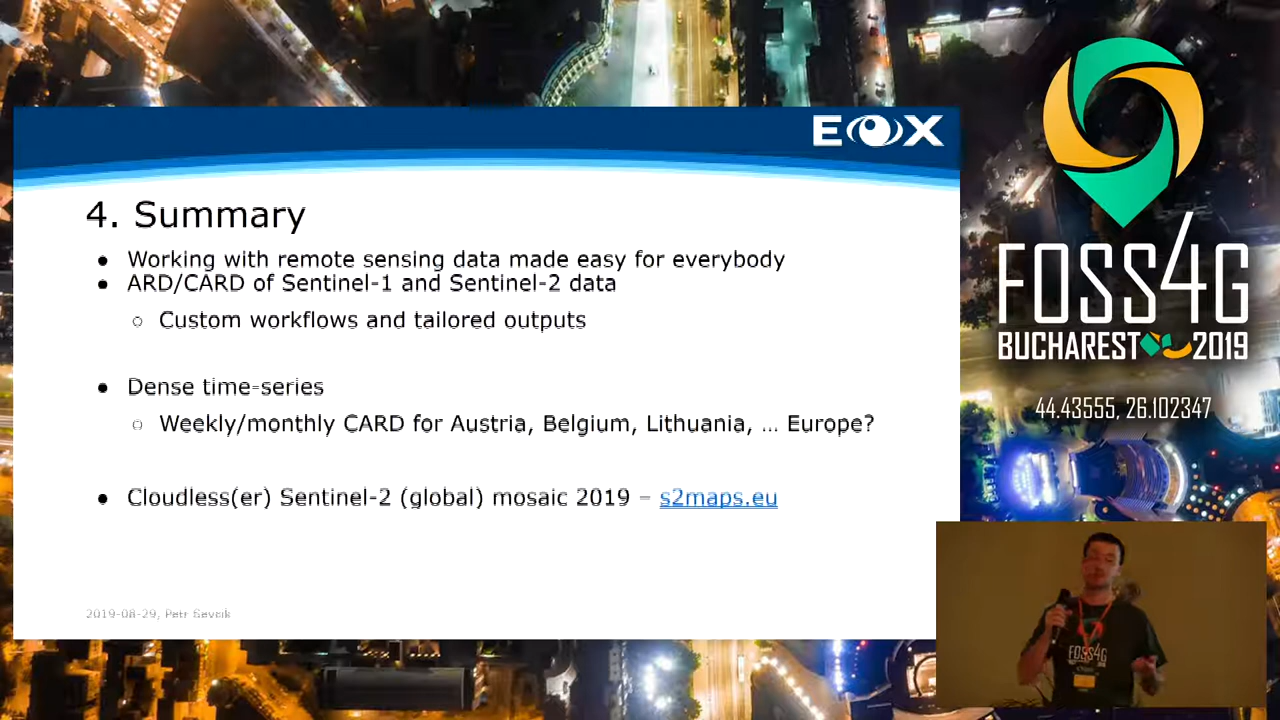 EOX
4. Summary
● Working with remote sensing data made easy for everybody
● ARD/CARD of Sentinel-1 and Sentinel-2 data
○ Custom workflows and tailored outputs
● Dense time-series
○ Weekly/monthly CARD for Austria, Belgium, Lithuania, ... Europe?
● Cloudless(er) Sentinel-2 (global) mosaic 2019 – s2maps.eu
2019-08-29, Petr Sevcik
FOSS4G
BUCHAREST 2019
44.43555, 26.102347
FOSS4G